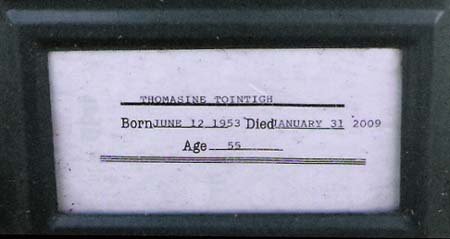 THOMASINE TOINTIGH
Born JUNE 12 1953 Died JANUARY 31 2009
Age 55